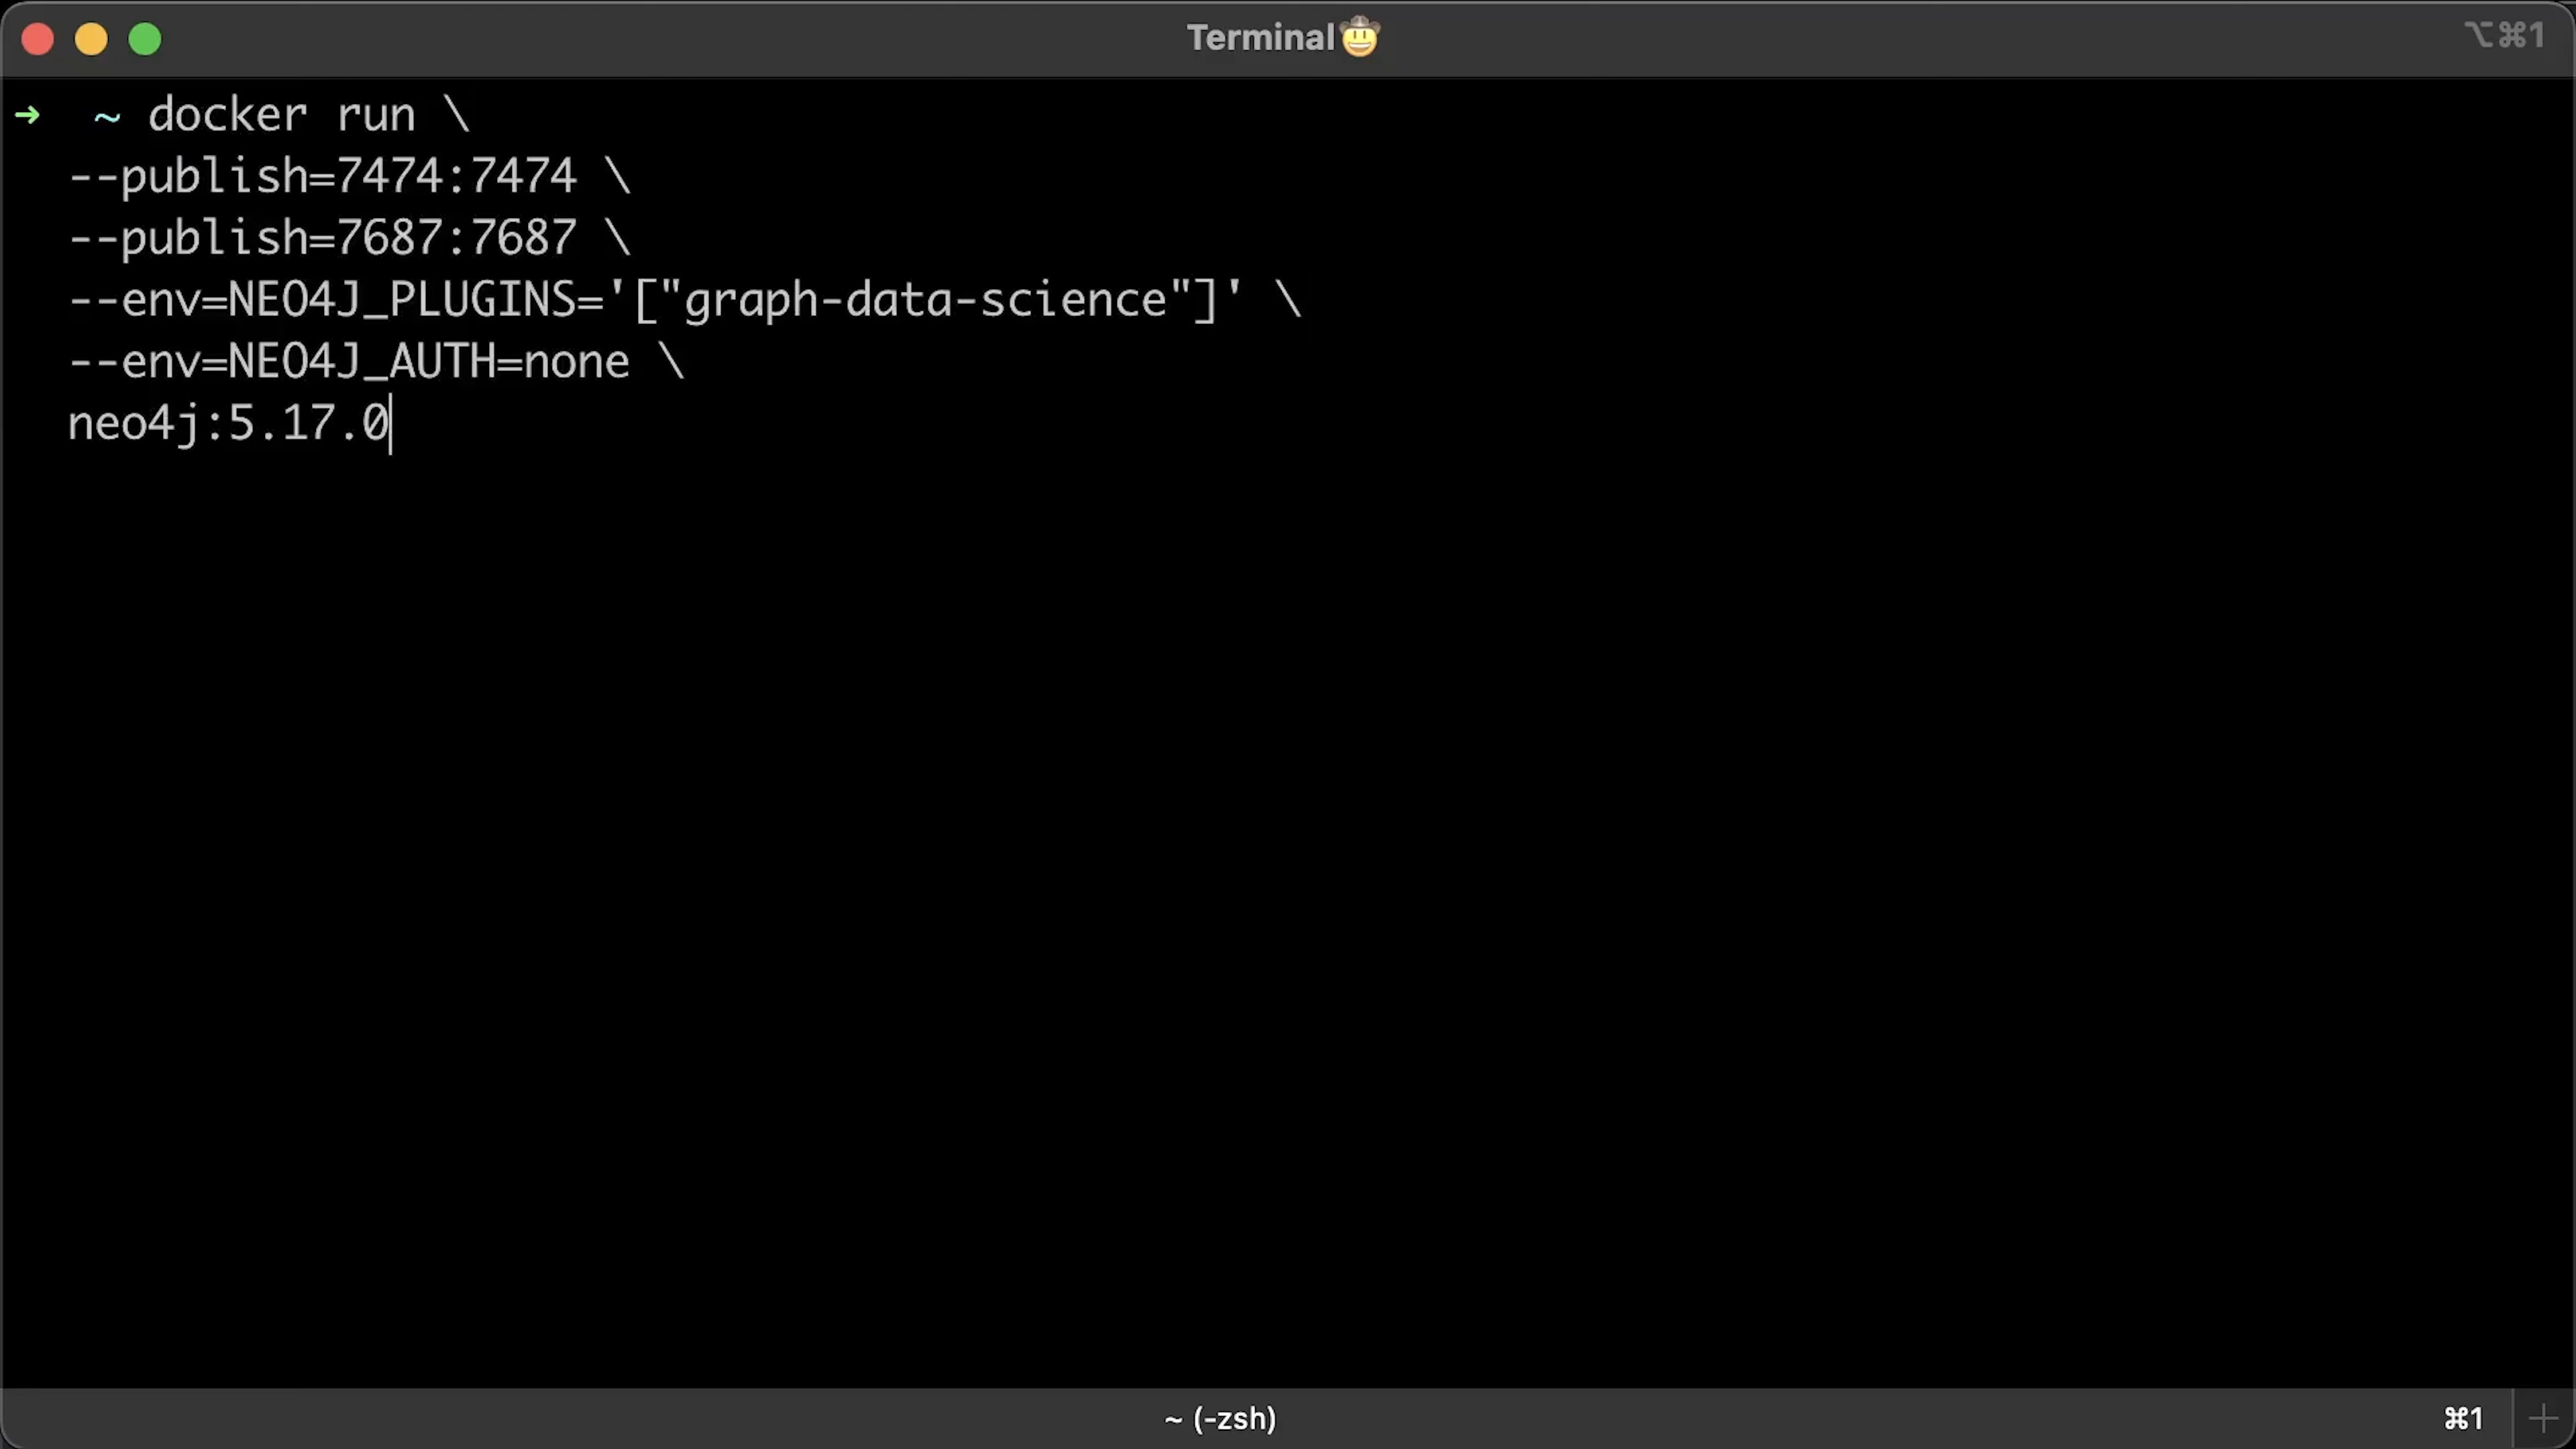 Terminal🤠
⌥⌘1
➜ ~ docker run \
--publish=7474:7474 \
--publish=7687:7687 \
--env=NEO4J_PLUGINS='["graph-data-science"]' \
--env=NEO4J_AUTH=none \
neo4j:5.17.0
~ (-zsh)
⌘1